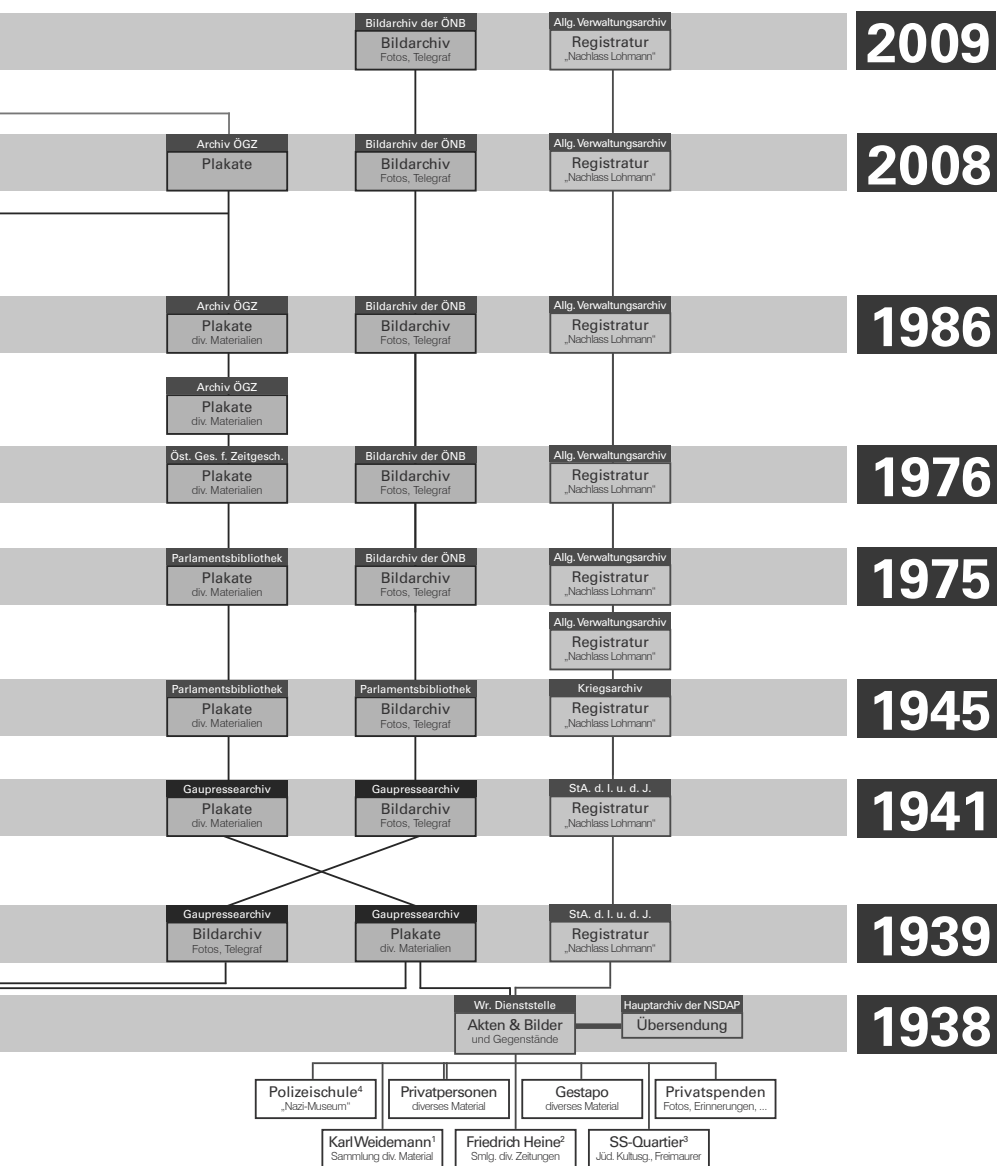 Bildarchiv der ÖNB
Bildarchiv
Fotos, Telegraf
Allg. Verwaltungsarchiv
Registratur
„Nachlass Lohmann"
2009
Archiv ÖGZ
Plakate
Bildarchiv der ÖNB
Bildarchiv
Fotos, Telegraf
Allg. Verwaltungsarchiv
Registratur
„Nachlass Lohmann"
2008
Archiv ÖGZ
Plakate
div. Materialien
Bildarchiv der ÖNB
Bildarchiv
Fotos, Telegraf
Allg. Verwaltungsarchiv
Registratur
„Nachlass Lohmann"
1986
Archiv ÖGZ
Plakate
div. Materialien
Öst. Ges. f. Zeitgesch.
Plakate
div. Materialien
Bildarchiv der ÖNB
Bildarchiv
Fotos, Telegraf
Allg. Verwaltungsarchiv
Registratur
„Nachlass Lohmann"
1976
Parlamentsbibliothek
Plakate
div. Materialien
Bildarchiv der ÖNB
Bildarchiv
Fotos, Telegraf
Allg. Verwaltungsarchiv
Registratur
„Nachlass Lohmann"
1975
Allg. Verwaltungsarchiv
Registratur
„Nachlass Lohmann"
Parlamentsbibliothek
Plakate
div. Materialien
Parlamentsbibliothek
Bildarchiv
Fotos, Telegraf
Kriegsarchiv
Registratur
„Nachlass Lohmann"
1945
Gaupressearchiv
Plakate
div. Materialien
Gaupressearchiv
Bildarchiv
Fotos, Telegraf
StA. d. I. u. d. J.
Registratur
„Nachlass Lohmann"
1941
Gaupressearchiv
Bildarchiv
Fotos, Telegraf
Gaupressearchiv
Plakate
div. Materialien
StA. d. I. u. d. J.
Registratur
„Nachlass Lohmann"
1939
Wr. Dienststelle
Akten & Bilder
und Gegenstände
Hauptarchiv der NSDAP
Übersendung
1938
Polizeischule⁴
„Nazi-Museum"
Privatpersonen
diverses Material
Gestapo
diverses Material
Privatspenden
Fotos, Erinnerungen, ...
Karl Weidemann¹
Sammlung div. Material
Friedrich Heine²
Smlg. div. Zeitungen
SS-Quartier³
Jüd. Kultusg., Freimaurer